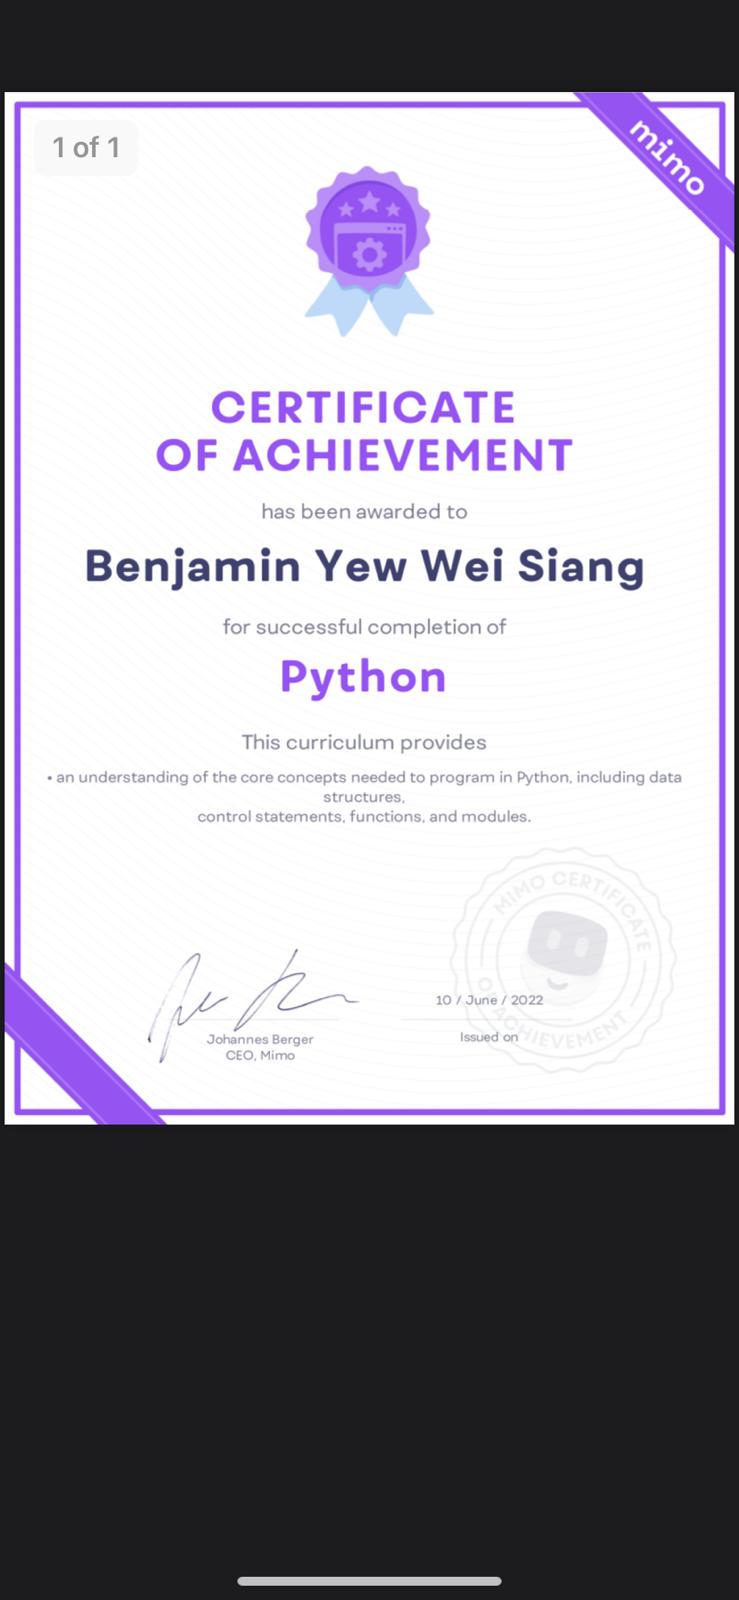 1 of 1
mimo
CERTIFICATE
OF ACHIEVEMENT
has been awarded to
Benjamin Yew Wei Siang
for successful completion of
Python
This curriculum provides
• an understanding of the core concepts needed to program in Python, including data
structures,
control statements, functions, and modules.
MIMO CERTIFICATE
OF ACHIEVEMENT
10 / June / 2022
Issued on
Johannes Berger
CEO, Mimo